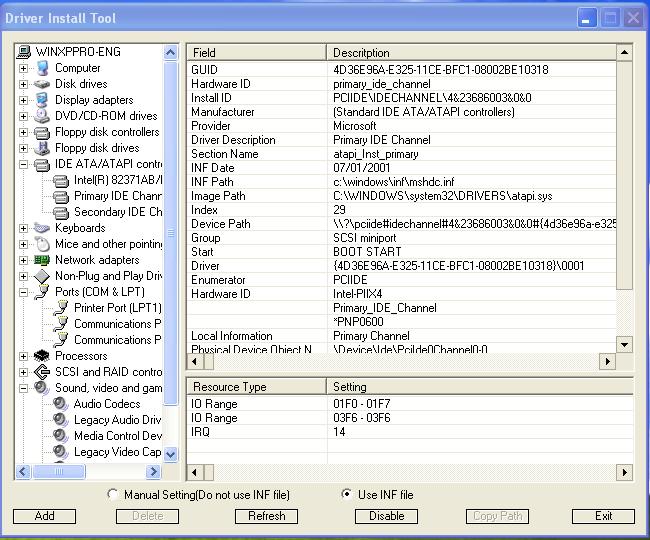 Driver Install Tool
WINXPPRO-ENG
Computer
Disk drives
Display adapters
DVD/CD-ROM drives
Floppy disk controllers
Floppy disk drives
IDE ATA/ATAPI contr
Intel(R) 82371AB/I
Primary IDE Chan
Secondary IDE Ch
Keyboards
Mice and other pointing
Network adapters
Non-Plug and Play Driv
Ports (COM & LPT)
Printer Port (LPT1)
Communications P
Communications P
Processors
SCSI and RAID contro
Sound, video and gam
Audio Codecs
Legacy Audio Driv
Media Control Dev
Legacy Video Cap
Field Descritption
GUID 4D36E96A-E325-11CE-BFC1-08002BE10318
Hardware ID primary_ide_channel
Install ID PCIIDE\IDECHANNEL\4&23686003&0&0
Manufacturer (Standard IDE ATA/ATAPI controllers)
Provider Microsoft
Driver Description Primary IDE Channel
Section Name atapi_Inst_primary
INF Date 07/01/2001
INF Path c:\windows\inf\mshdc.inf
Image Path C:\WINDOWS\system32\DRIVERS\atapi.sys
Index 29
Device Path \\?\pciide#idechannel#4&23686003&0&0#{4d36e96a-e325
Group SCSI miniport
Start BOOT START
Driver {4D36E96A-E325-11CE-BFC1-08002BE10318}\0001
Enumerator PCIIDE
Hardware ID Intel-PIIX4
Primary_IDE_Channel
*PNP0600
Local Information Primary Channel
Physical Device Object N \Device\Ide\PciIde0Channel0-0
Resource Type Setting
IO Range 01F0 - 01F7
IO Range 03F6 - 03F6
IRQ 14
Manual Setting(Do not use INF file) Use INF file
Add Delete Refresh Disable Copy Path Exit